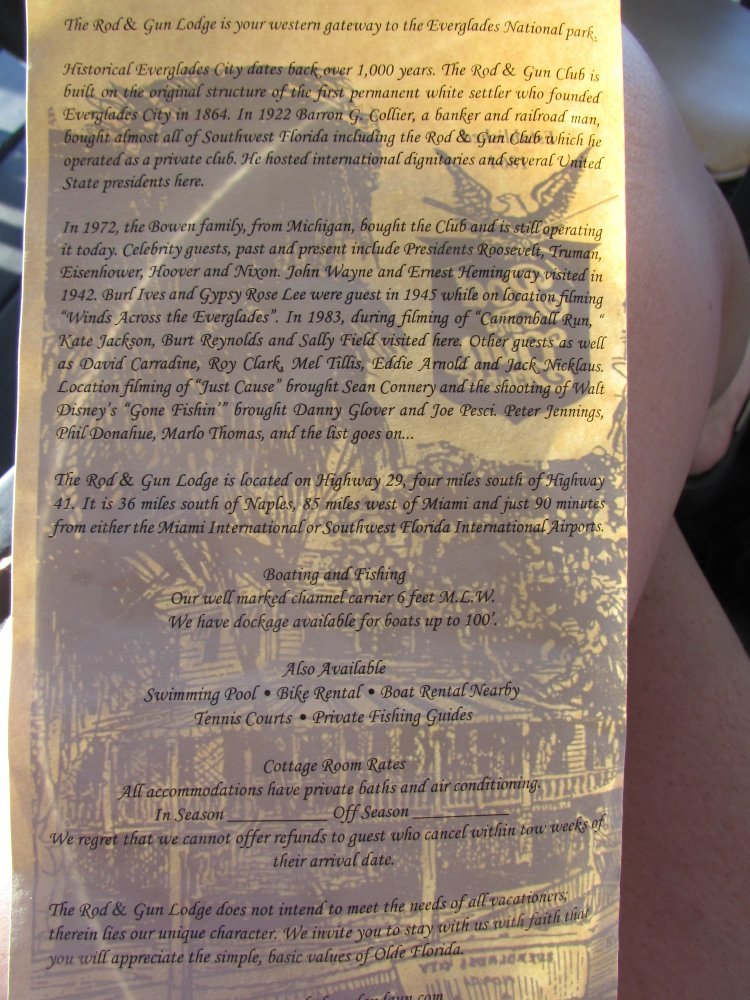 The Rod & Gun Lodge is your western gateway to the Everglades National park.
Historical Everglades City dates back over 1,000 years. The Rod & Gun Club is
built on the original structure of the first permanent white settler who founded
Everglades City in 1864. In 1922 Barron G. Collier, a banker and railroad man,
bought almost all of Southwest Florida including the Rod & Gun Club which he
operated as a private club. He hosted international dignitaries and several United
State presidents here.
In 1972, the Bowen family, from Michigan, bought the Club and is still operating
it today. Celebrity guests, past and present include Presidents Roosevelt, Truman,
Eisenhower, Hoover and Nixon. John Wayne and Ernest Hemingway visited in
1942. Burl Ives and Gypsy Rose Lee were guest in 1945 while on location filming
“Winds Across the Everglades”. In 1983, during filming of “Cannonball Run, “
Kate Jackson, Burt Reynolds and Sally Field visited here. Other guests as well
as David Carradine, Roy Clark, Mel Tillis, Eddie Arnold and Jack Nicklaus.
Location filming of “Just Cause” brought Sean Connery and the shooting of Walt
Disney’s “Gone Fishin’” brought Danny Glover and Joe Pesci. Peter Jennings,
Phil Donahue, Marlo Thomas, and the list goes on...
The Rod & Gun Lodge is located on Highway 29, four miles south of Highway
41. It is 36 miles south of Naples, 85 miles west of Miami and just 90 minutes
from either the Miami International or Southwest Florida International Airports.
Boating and Fishing
Our well marked channel carrier 6 feet M.L.W.
We have dockage available for boats up to 100'.
Also Available
Swimming Pool • Bike Rental • Boat Rental Nearby
Tennis Courts • Private Fishing Guides
Cottage Room Rates
All accommodations have private baths and air conditioning.
In Season __________ Off Season __________
We regret that we cannot offer refunds to guest who cancel within tow weeks of
their arrival date.
The Rod & Gun Lodge does not intend to meet the needs of all vacationers;
therein lies our unique character. We invite you to stay with us with faith that
you will appreciate the simple, basic values of Olde Florida.